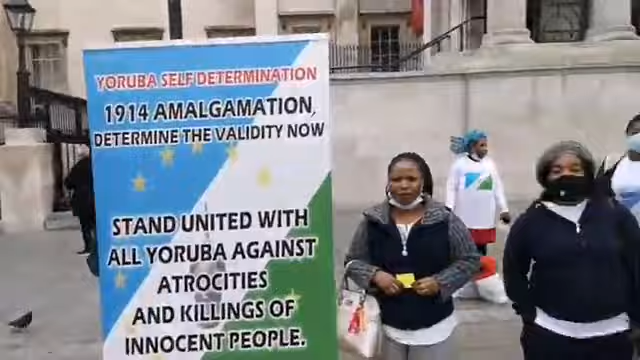 YORUBA SELF DETERMINATION
1914 AMALGAMATION,
DETERMINE THE VALIDITY NOW
STAND UNITED WITH
ALL YORUBA AGAINST
ATROCITIES
AND KILLINGS OF
INNOCENT PEOPLE.